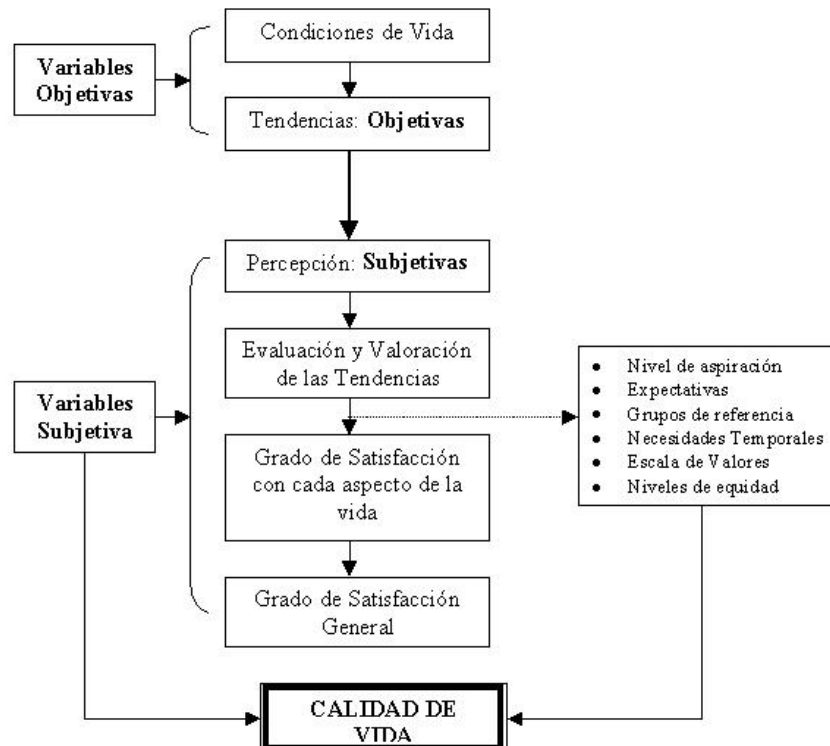 Condiciones de Vida
Variables
Objetivas
Tendencias: Objetivas
Percepción: Subjetivas
Evaluación y Valoración
de las Tendencias
Variables
Subjetiva
Grado de Satisfacción
con cada aspecto de la
vida
Grado de Satisfacción
General
• Nivel de aspiración
• Expectativas
• Grupos de referencia
• Necesidades Temporales
• Escala de Valores
• Niveles de equidad
CALIDAD DE
VIDA